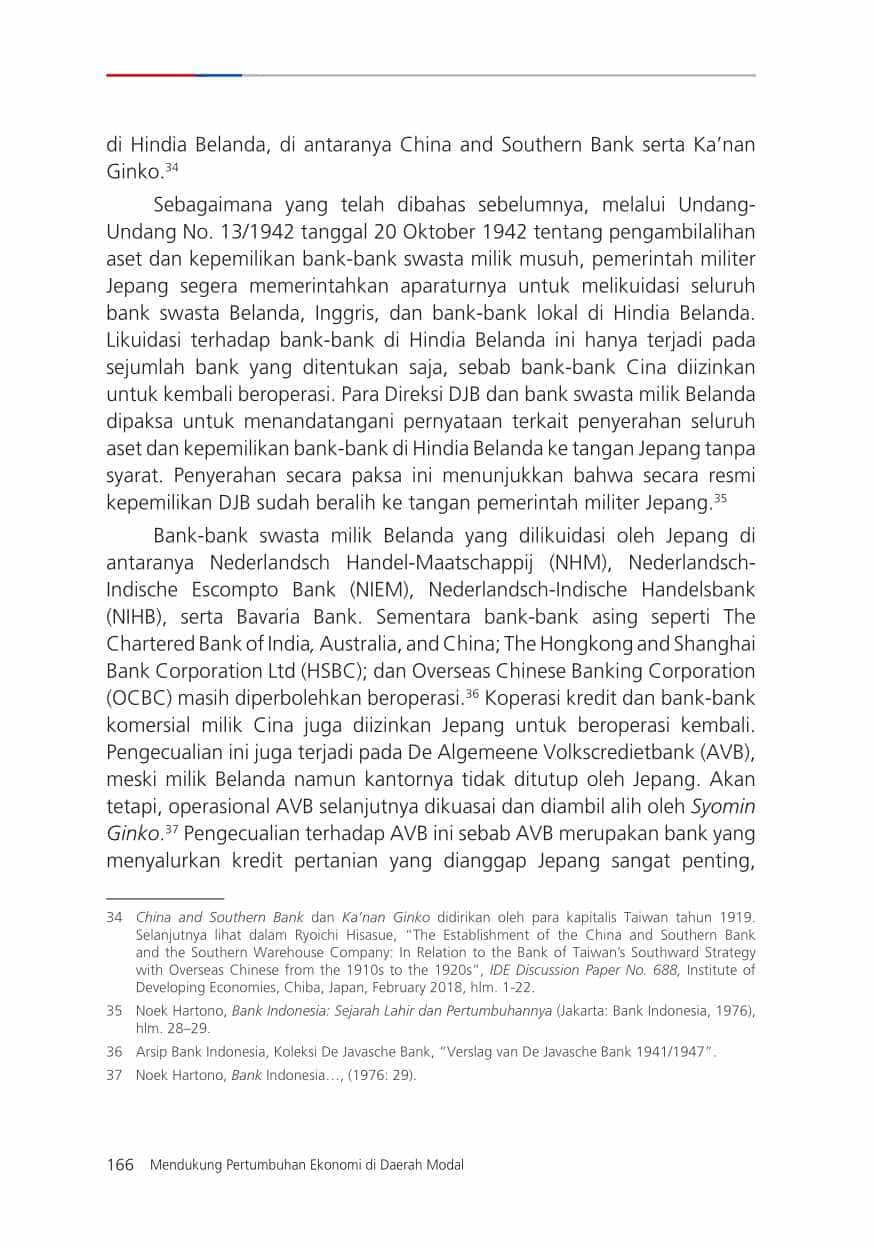 di Hindia Belanda, di antaranya China and Southern Bank serta Ka’nan
Ginko.34
Sebagaimana yang telah dibahas sebelumnya, melalui Undang-
Undang No. 13/1942 tanggal 20 Oktober 1942 tentang pengambilalihan
aset dan kepemilikan bank-bank swasta milik musuh, pemerintah militer
Jepang segera memerintahkan aparaturnya untuk melikuidasi seluruh
bank swasta Belanda, Inggris, dan bank-bank lokal di Hindia Belanda.
Likuidasi terhadap bank-bank di Hindia Belanda ini hanya terjadi pada
sejumlah bank yang ditentukan saja, sebab bank-bank Cina diizinkan
untuk kembali beroperasi. Para Direksi DJB dan bank swasta milik Belanda
dipaksa untuk menandatangani pernyataan terkait penyerahan seluruh
aset dan kepemilikan bank-bank di Hindia Belanda ke tangan Jepang tanpa
syarat. Penyerahan secara paksa ini menunjukkan bahwa secara resmi
kepemilikan DJB sudah beralih ke tangan pemerintah militer Jepang.35
Bank-bank swasta milik Belanda yang dilikuidasi oleh Jepang di
antaranya Nederlandsch Handel-Maatschappij (NHM), Nederlandsch-
Indische Escompto Bank (NIEM), Nederlandsch-Indische Handelsbank
(NIHB), serta Bavaria Bank. Sementara bank-bank asing seperti The
Chartered Bank of India, Australia, and China; The Hongkong and Shanghai
Bank Corporation Ltd (HSBC); dan Overseas Chinese Banking Corporation
(OCBC) masih diperbolehkan beroperasi.36 Koperasi kredit dan bank-bank
komersial milik Cina juga diizinkan Jepang untuk beroperasi kembali.
Pengecualian ini juga terjadi pada De Algemeene Volkscredietbank (AVB),
meski milik Belanda namun kantornya tidak ditutup oleh Jepang. Akan
tetapi, operasional AVB selanjutnya dikuasai dan diambil alih oleh Syomin
Ginko.37 Pengecualian terhadap AVB ini sebab AVB merupakan bank yang
menyalurkan kredit pertanian yang dianggap Jepang sangat penting,
34 China and Southern Bank dan Ka’nan Ginko didirikan oleh para kapitalis Taiwan tahun 1919.
Selanjutnya lihat dalam Ryoichi Hisasue, “The Establishment of the China and Southern Bank
and the Southern Warehouse Company: In Relation to the Bank of Taiwan’s Southward Strategy
with Overseas Chinese from the 1910s to the 1920s”, IDE Discussion Paper No. 688, Institute of
Developing Economies, Chiba, Japan, February 2018, hlm. 1-22.
35 Noek Hartono, Bank Indonesia: Sejarah Lahir dan Pertumbuhannya (Jakarta: Bank Indonesia, 1976),
hlm. 28–29.
36 Arsip Bank Indonesia, Koleksi De Javasche Bank, “Verslag van De Javasche Bank 1941/1947”.
37 Noek Hartono, Bank Indonesia…, (1976: 29).
166 Mendukung Pertumbuhan Ekonomi di Daerah Modal